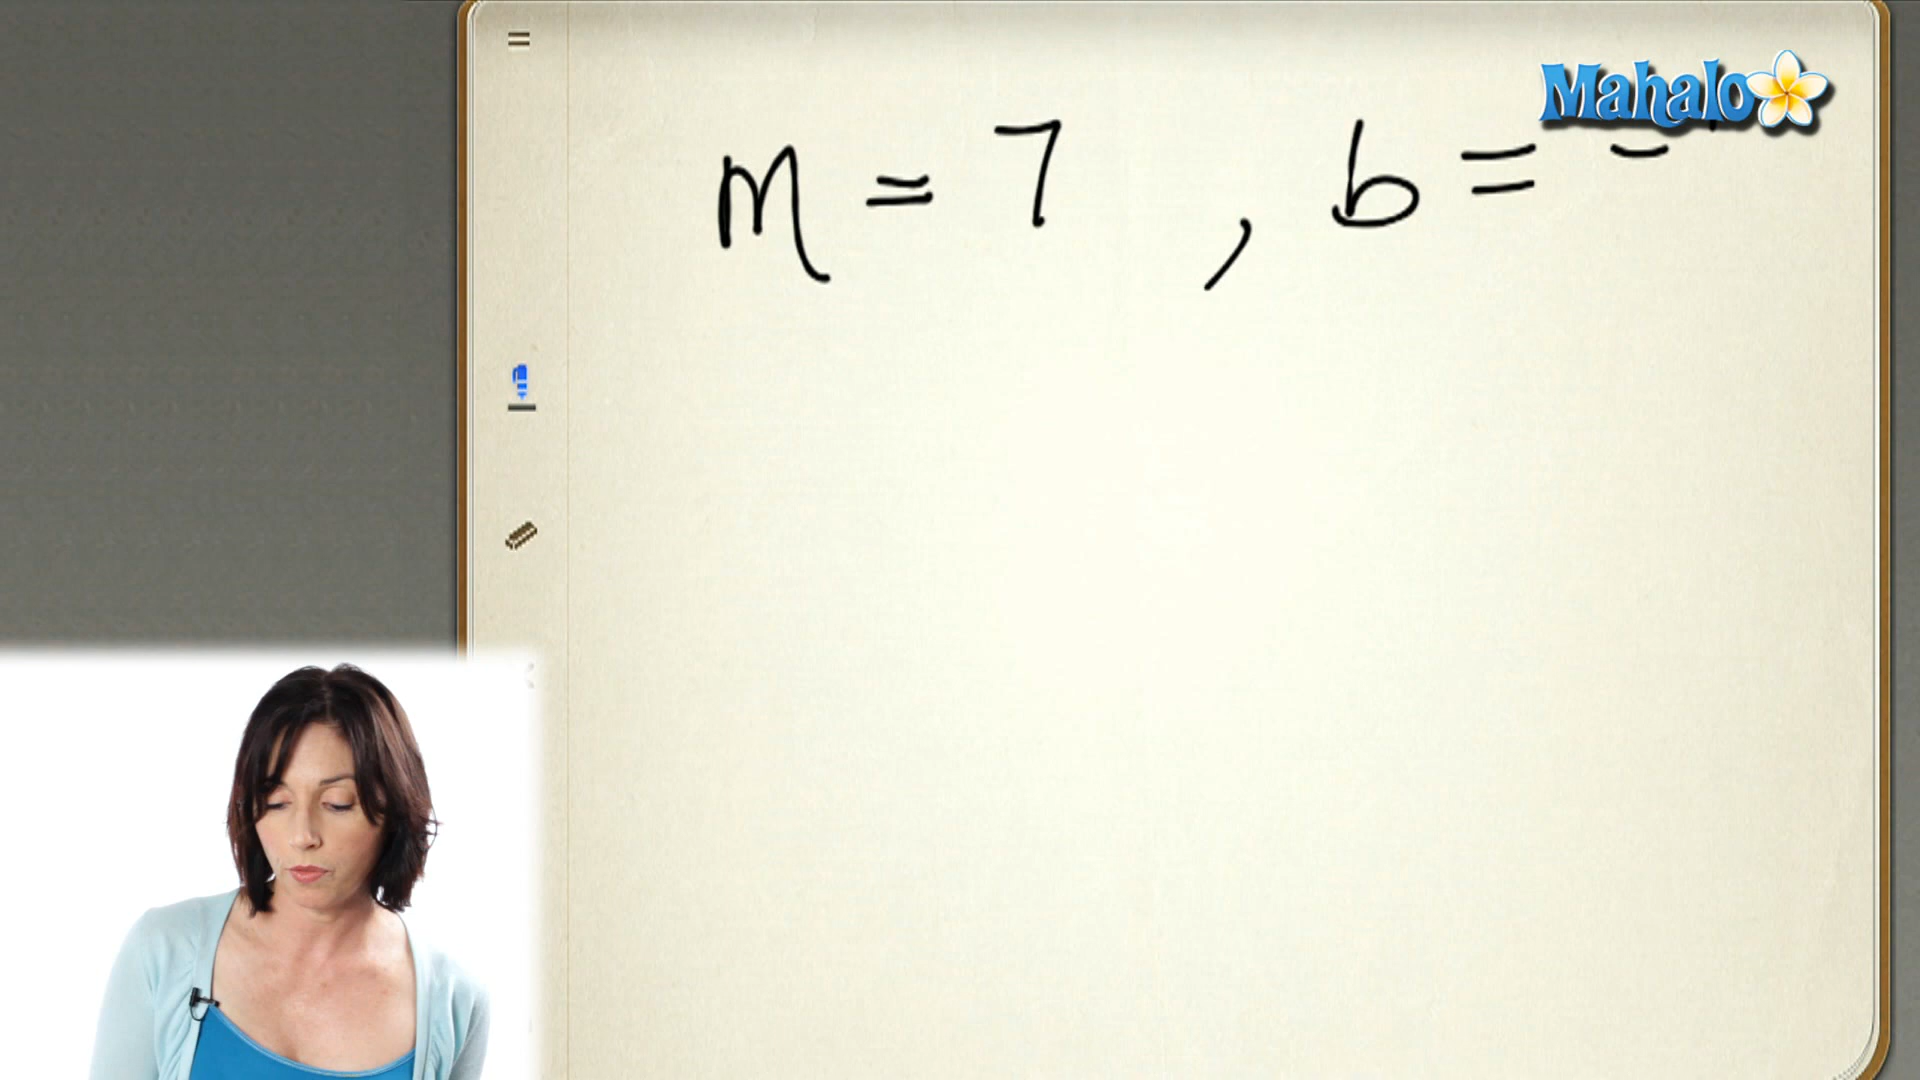 Mahalo
m = 7 , b = -